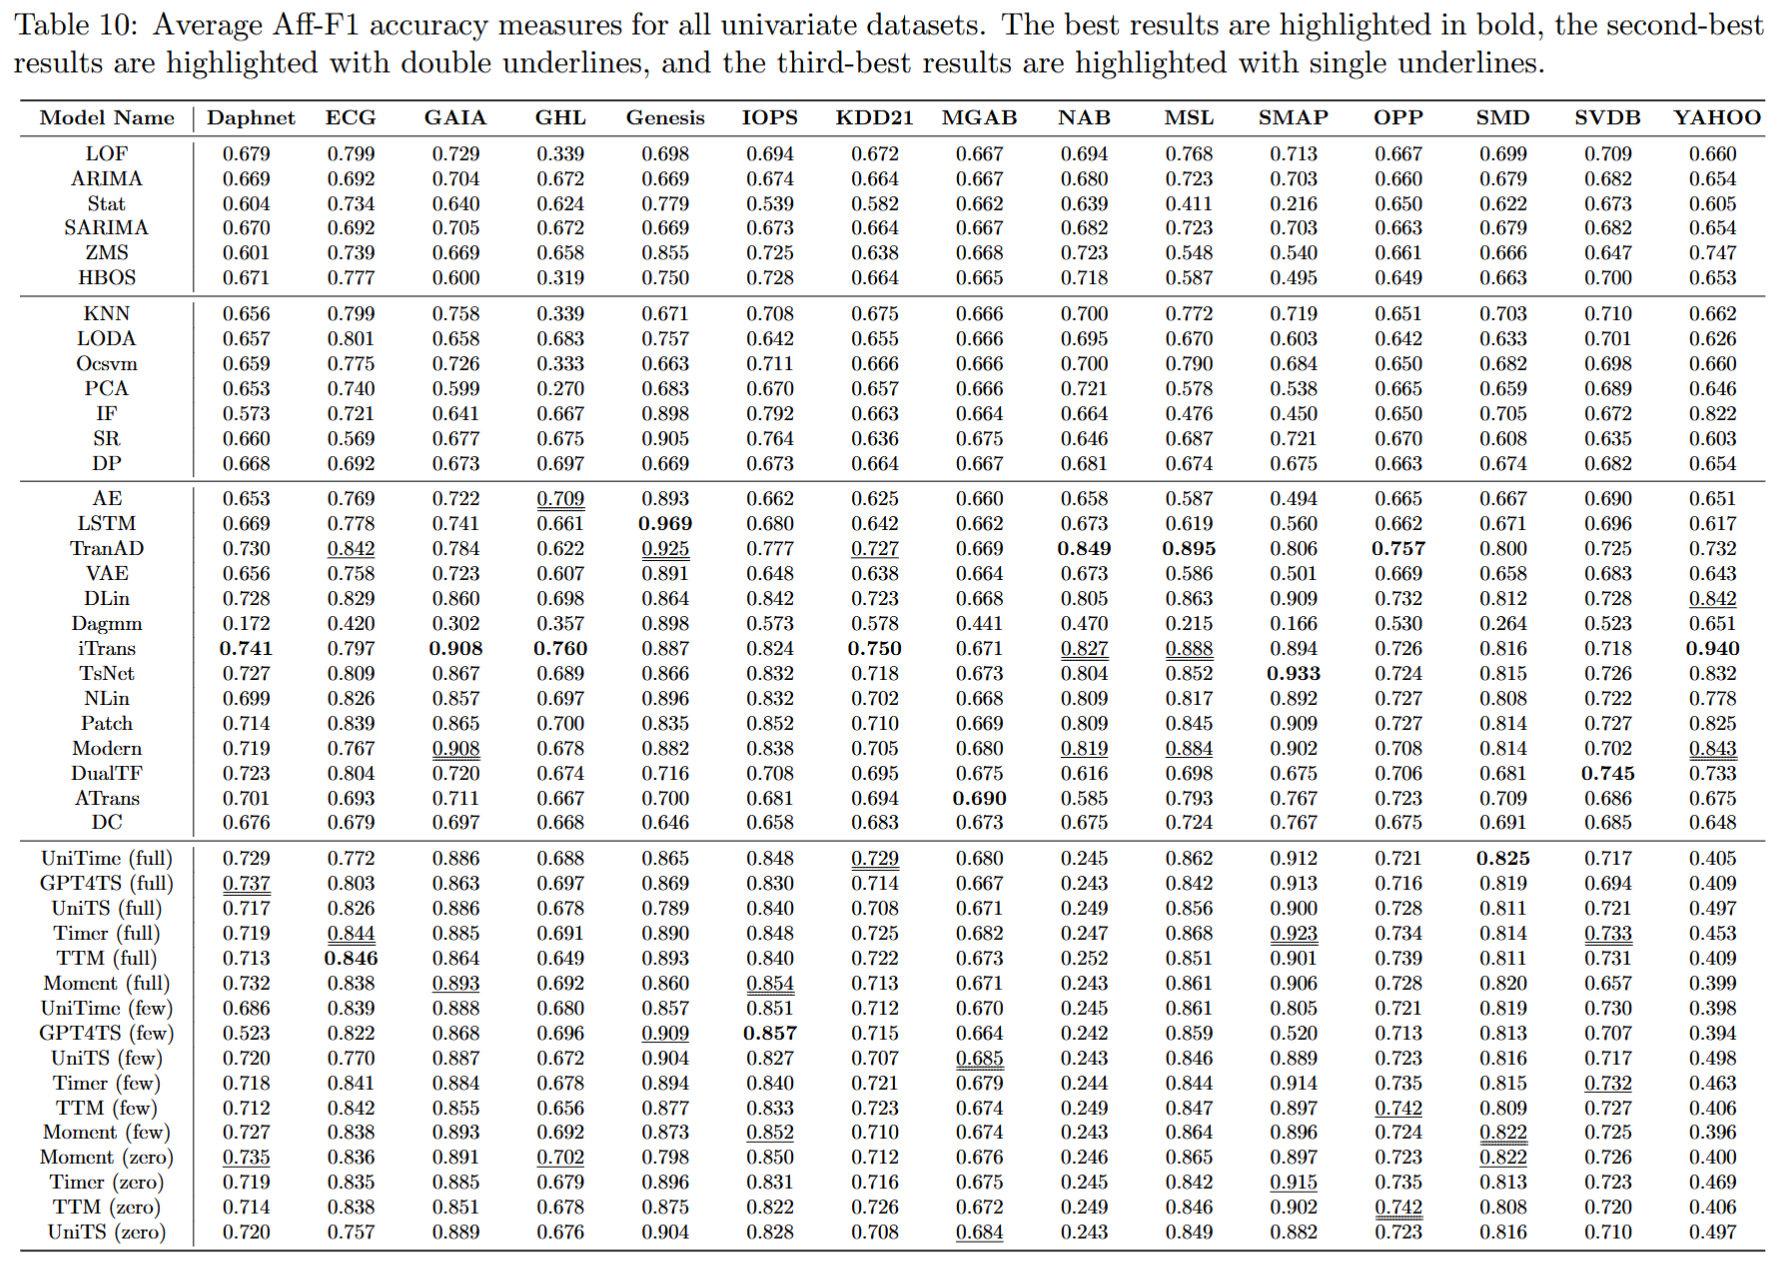 Table 10: Average Aff-F1 accuracy measures for all univariate datasets. The best results are highlighted in bold, the second-best
results are highlighted with double underlines, and the third-best results are highlighted with single underlines.
Model Name Daphnet ECG GAIA GHL Genesis IOPS KDD21 MGAB NAB MSL SMAP OPP SMD SVDB YAHOO
LOF 0.679 0.799 0.729 0.339 0.698 0.694 0.672 0.667 0.694 0.768 0.713 0.667 0.699 0.709 0.660
ARIMA 0.669 0.692 0.704 0.672 0.669 0.674 0.664 0.667 0.680 0.723 0.703 0.660 0.679 0.682 0.654
Stat 0.604 0.734 0.640 0.624 0.779 0.539 0.582 0.662 0.639 0.411 0.216 0.650 0.622 0.673 0.605
SARIMA 0.670 0.692 0.705 0.672 0.669 0.673 0.664 0.667 0.682 0.723 0.703 0.663 0.679 0.682 0.654
ZMS 0.601 0.739 0.669 0.658 0.855 0.725 0.638 0.668 0.723 0.548 0.540 0.661 0.666 0.647 0.747
HBOS 0.671 0.777 0.600 0.319 0.750 0.728 0.664 0.665 0.718 0.587 0.495 0.649 0.663 0.700 0.653
KNN 0.656 0.799 0.758 0.339 0.671 0.708 0.675 0.666 0.700 0.772 0.719 0.651 0.703 0.710 0.662
LODA 0.657 0.801 0.658 0.683 0.757 0.642 0.655 0.666 0.695 0.670 0.603 0.642 0.633 0.701 0.626
Ocsvm 0.659 0.775 0.726 0.333 0.663 0.711 0.666 0.666 0.700 0.790 0.684 0.650 0.682 0.698 0.660
PCA 0.653 0.740 0.599 0.270 0.683 0.670 0.657 0.666 0.721 0.578 0.538 0.665 0.659 0.689 0.646
IF 0.573 0.721 0.641 0.667 0.898 0.792 0.663 0.664 0.664 0.476 0.450 0.650 0.705 0.672 0.822
SR 0.660 0.569 0.677 0.675 0.905 0.764 0.636 0.675 0.646 0.687 0.721 0.670 0.608 0.635 0.603
DP 0.668 0.692 0.673 0.697 0.669 0.673 0.664 0.667 0.681 0.674 0.675 0.663 0.674 0.682 0.654
AE 0.653 0.769 0.722 0.709 0.893 0.662 0.625 0.660 0.658 0.587 0.494 0.665 0.667 0.690 0.651
LSTM 0.669 0.778 0.741 0.661 0.969 0.680 0.642 0.662 0.673 0.619 0.560 0.662 0.671 0.696 0.617
TranAD 0.730 0.842 0.784 0.622 0.925 0.777 0.727 0.669 0.849 0.895 0.806 0.757 0.800 0.725 0.732
VAE 0.656 0.758 0.723 0.607 0.891 0.648 0.638 0.664 0.673 0.586 0.501 0.669 0.658 0.683 0.643
DLin 0.728 0.829 0.860 0.698 0.864 0.842 0.723 0.668 0.805 0.863 0.909 0.732 0.812 0.728 0.842
Dagmm 0.172 0.420 0.302 0.357 0.898 0.573 0.578 0.441 0.470 0.215 0.166 0.530 0.264 0.523 0.651
iTrans 0.741 0.797 0.908 0.760 0.887 0.824 0.750 0.671 0.827 0.888 0.894 0.726 0.816 0.718 0.940
TsNet 0.727 0.809 0.867 0.689 0.866 0.832 0.718 0.673 0.804 0.852 0.933 0.724 0.815 0.726 0.832
NLin 0.699 0.826 0.857 0.697 0.896 0.832 0.702 0.668 0.809 0.817 0.892 0.727 0.808 0.722 0.778
Patch 0.714 0.839 0.865 0.700 0.835 0.852 0.710 0.669 0.809 0.845 0.909 0.727 0.814 0.727 0.825
Modern 0.719 0.767 0.908 0.678 0.882 0.838 0.705 0.680 0.819 0.884 0.902 0.708 0.814 0.702 0.843
DualTF 0.723 0.804 0.720 0.674 0.716 0.708 0.695 0.675 0.616 0.698 0.675 0.706 0.681 0.745 0.733
ATrans 0.701 0.693 0.711 0.667 0.700 0.681 0.694 0.690 0.585 0.793 0.767 0.723 0.709 0.686 0.675
DC 0.676 0.679 0.697 0.668 0.646 0.658 0.683 0.673 0.675 0.724 0.767 0.675 0.691 0.685 0.648
UniTime (full) 0.729 0.772 0.886 0.688 0.865 0.848 0.729 0.680 0.245 0.862 0.912 0.721 0.825 0.717 0.405
GPT4TS (full) 0.737 0.803 0.863 0.697 0.869 0.830 0.714 0.667 0.243 0.842 0.913 0.716 0.819 0.694 0.409
UniTS (full) 0.717 0.826 0.886 0.678 0.789 0.840 0.708 0.671 0.249 0.856 0.900 0.728 0.811 0.721 0.497
Timer (full) 0.719 0.844 0.885 0.691 0.890 0.848 0.725 0.682 0.247 0.868 0.923 0.734 0.814 0.733 0.453
TTM (full) 0.713 0.846 0.864 0.649 0.893 0.840 0.722 0.673 0.252 0.851 0.901 0.739 0.811 0.731 0.409
Moment (full) 0.732 0.838 0.893 0.692 0.860 0.854 0.713 0.671 0.243 0.861 0.906 0.728 0.820 0.657 0.399
UniTime (few) 0.686 0.839 0.888 0.680 0.857 0.851 0.712 0.670 0.245 0.861 0.805 0.721 0.819 0.730 0.398
GPT4TS (few) 0.523 0.822 0.868 0.696 0.909 0.857 0.715 0.664 0.242 0.859 0.520 0.713 0.813 0.707 0.394
UniTS (few) 0.720 0.770 0.887 0.672 0.904 0.827 0.707 0.685 0.243 0.846 0.889 0.723 0.816 0.717 0.498
Timer (few) 0.718 0.841 0.884 0.678 0.894 0.840 0.721 0.679 0.244 0.844 0.914 0.735 0.815 0.732 0.463
TTM (few) 0.712 0.842 0.855 0.656 0.877 0.833 0.723 0.674 0.249 0.847 0.897 0.742 0.809 0.727 0.406
Moment (few) 0.727 0.838 0.893 0.692 0.873 0.852 0.710 0.674 0.243 0.864 0.896 0.724 0.822 0.725 0.396
Moment (zero) 0.735 0.836 0.891 0.702 0.798 0.850 0.712 0.676 0.246 0.865 0.897 0.723 0.822 0.726 0.400
Timer (zero) 0.719 0.835 0.885 0.679 0.896 0.831 0.716 0.675 0.245 0.842 0.915 0.735 0.813 0.723 0.469
TTM (zero) 0.714 0.838 0.851 0.678 0.875 0.822 0.726 0.672 0.249 0.846 0.902 0.742 0.808 0.720 0.406
UniTS (zero) 0.720 0.757 0.889 0.676 0.904 0.828 0.708 0.684 0.243 0.849 0.882 0.723 0.816 0.710 0.497